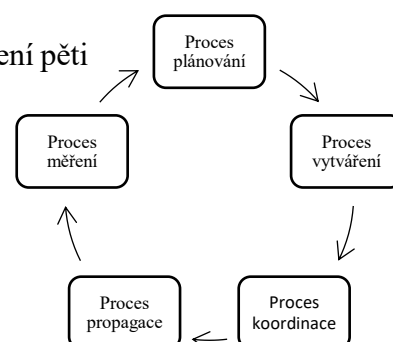 ení pěti
Proces
plánování
Proces
vytváření
Proces
koordinace
Proces
propagace
Proces
měření